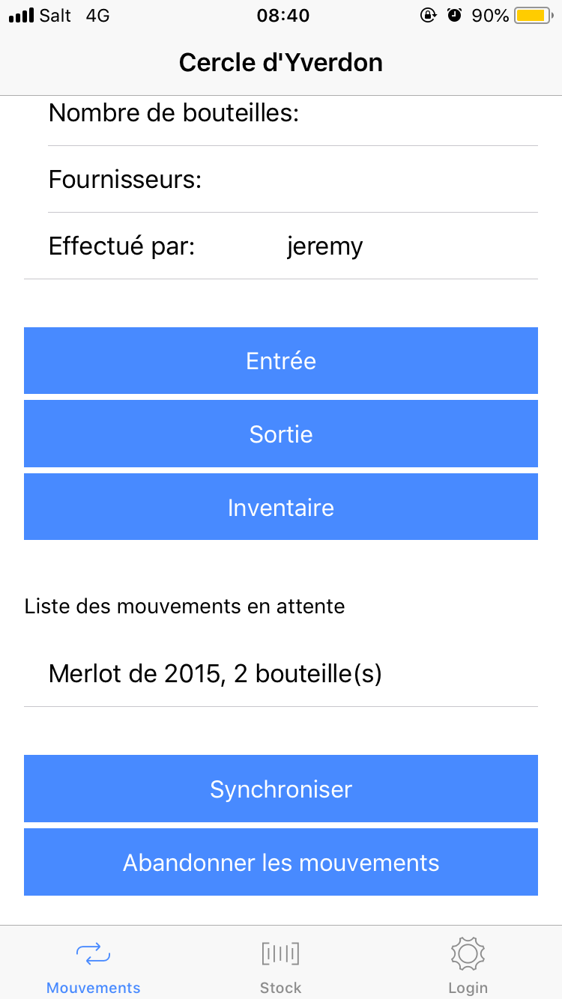 Salt 4G 08:40 90%
Cercle d'Yverdon
Nombre de bouteilles:
Fournisseurs:
Effectué par: jeremy
Entrée
Sortie
Inventaire
Liste des mouvements en attente
Merlot de 2015, 2 bouteille(s)
Synchroniser
Abandonner les mouvements
Mouvements Stock Login